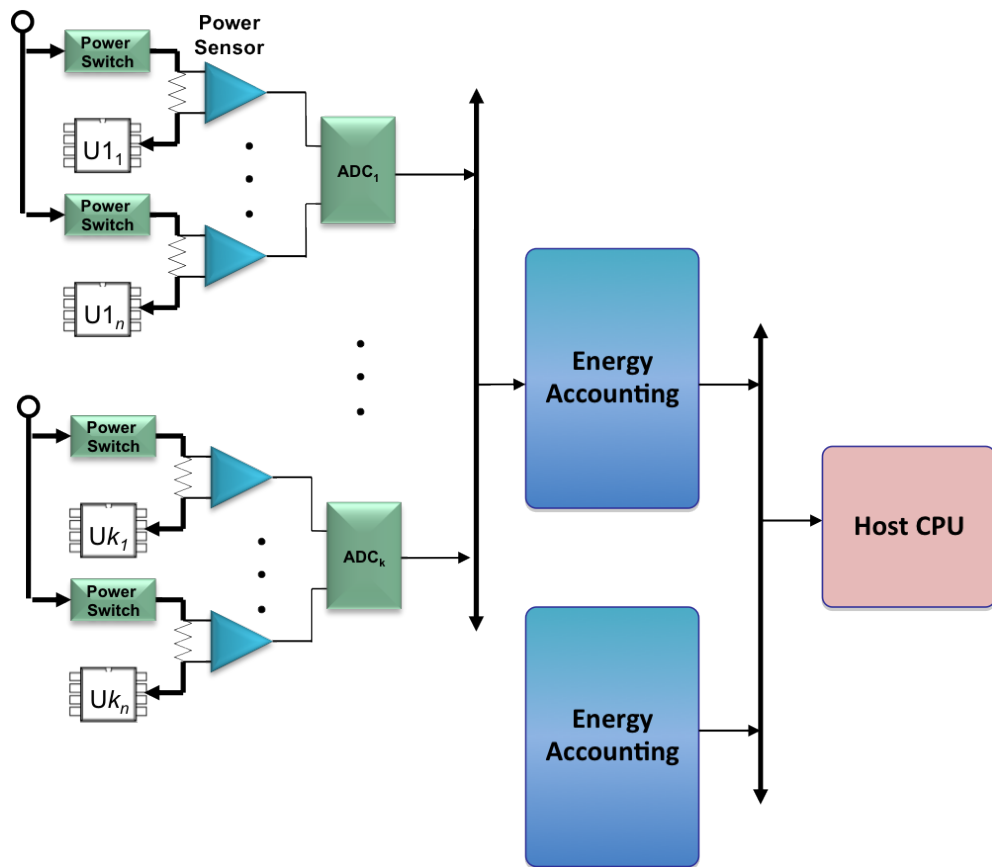 Power
Sensor
Power
Switch
U1₁
ADC₁
Power
Switch
U1ₙ
Energy
Accounting
Power
Switch
Uk₁
ADCₖ
Host CPU
Power
Switch
Ukₙ
Energy
Accounting